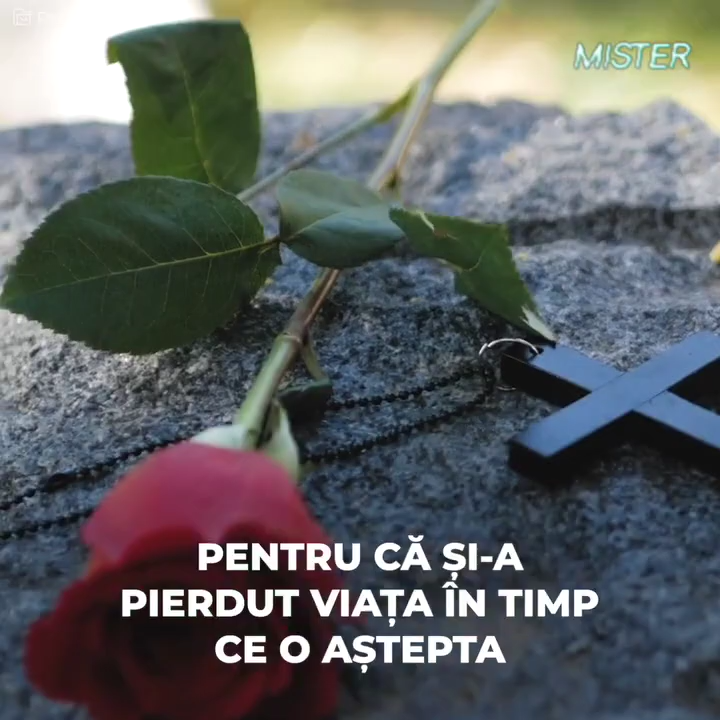 MISTER
PENTRU CĂ ȘI-A
PIERDUT VIAȚA ÎN TIMP
CE O AȘTEPTA